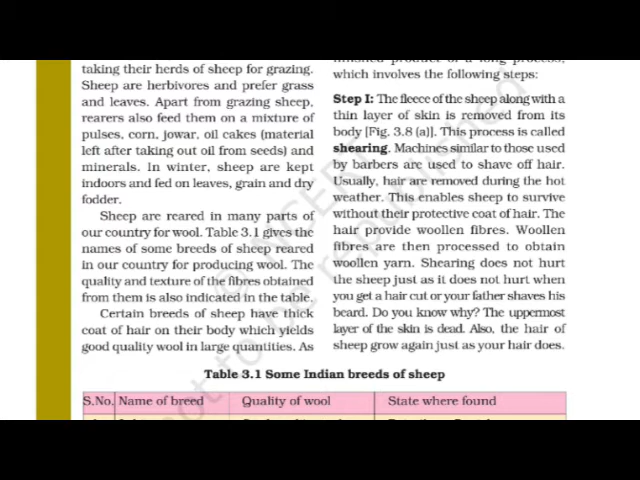 taking their herds of sheep for grazing.
Sheep are herbivores and prefer grass
and leaves. Apart from grazing sheep,
rearers also feed them on a mixture of
pulses, corn, jowar, oil cakes (material
left after taking out oil from seeds) and
minerals. In winter, sheep are kept
indoors and fed on leaves, grain and dry
fodder.
Sheep are reared in many parts of
our country for wool. Table 3.1 gives the
names of some breeds of sheep reared
in our country for producing wool. The
quality and texture of the fibres obtained
from them is also indicated in the table.
Certain breeds of sheep have thick
coat of hair on their body which yields
good quality wool in large quantities. As
finished product of a long process,
which involves the following steps:
Step I: The fleece of the sheep along with a
thin layer of skin is removed from its
body [Fig. 3.8 (a)]. This process is called
shearing. Machines similar to those used
by barbers are used to shave off hair.
Usually, hair are removed during the hot
weather. This enables sheep to survive
without their protective coat of hair. The
hair provide woollen fibres. Woollen
fibres are then processed to obtain
woollen yarn. Shearing does not hurt
the sheep just as it does not hurt when
you get a hair cut or your father shaves his
beard. Do you know why? The uppermost
layer of the skin is dead. Also, the hair of
sheep grow again just as your hair does.
Table 3.1 Some Indian breeds of sheep
S.No. Name of breed Quality of wool State where found
© NCERT
not to be republished